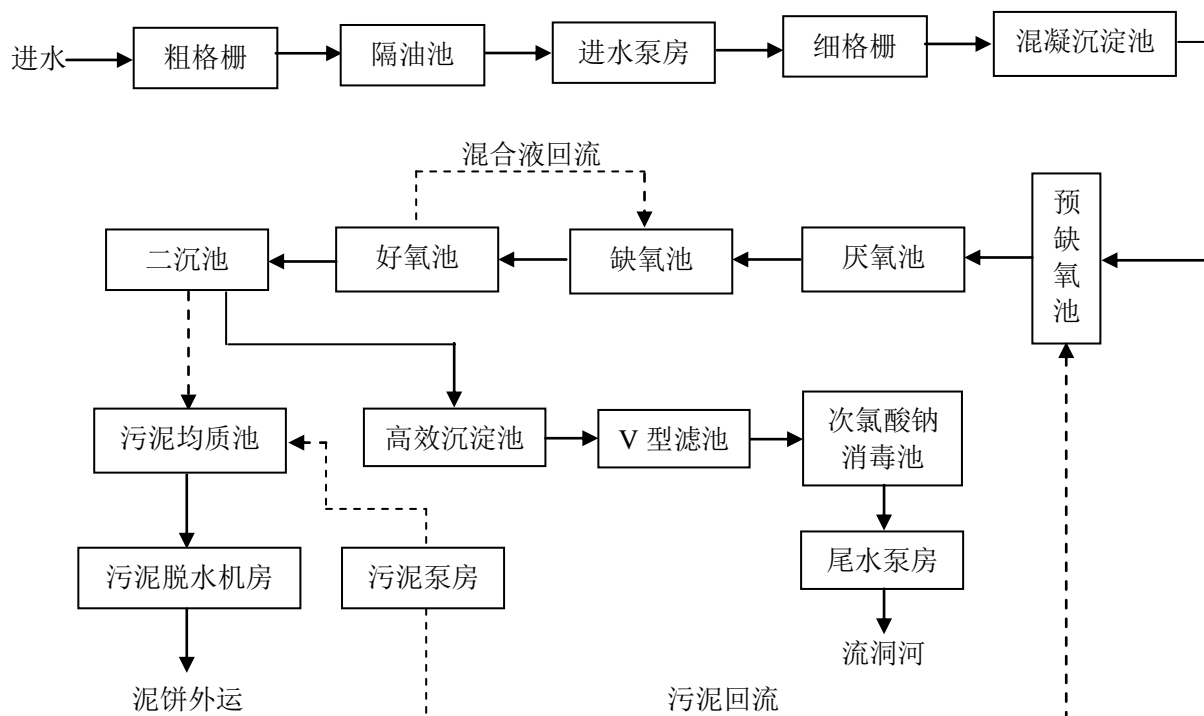 进水
粗格栅
隔油池
进水泵房
细格栅
混凝沉淀池
混合液回流
二沉池
好氧池
缺氧池
厌氧池
预
缺
氧
池
污泥均质池
高效沉淀池
V 型滤池
次氯酸钠
消毒池
污泥脱水机房
污泥泵房
尾水泵房
流洞河
泥饼外运
污泥回流